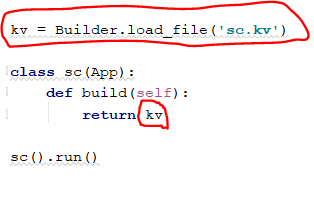 kv = Builder.load_file('sc.kv')
class sc(App):
    def build(self):
        return kv
sc().run()